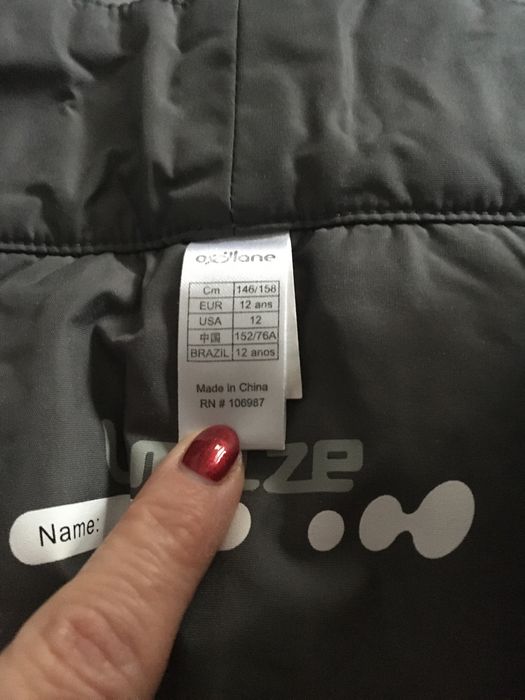 oxylane
Cm 146/158
EUR 12 ans
USA 12
中国 152/76A
BRAZIL 12 anos
Made in China
RN # 106987
Name: